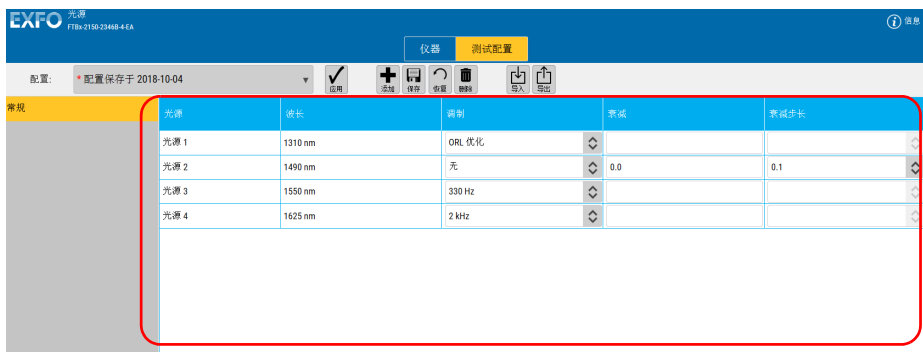 EXFO 光源
FTBx-2150-23468-4-EA
信息
仪器 测试配置
配置: * 配置保存于 2018-10-04
应用 添加 保存 恢复 删除 导入 导出
常规
光源 波长 调制 衰减 衰减步长
光源 1 1310 nm ORL 优化
光源 2 1490 nm 无 0.0 0.1
光源 3 1550 nm 330 Hz
光源 4 1625 nm 2 kHz